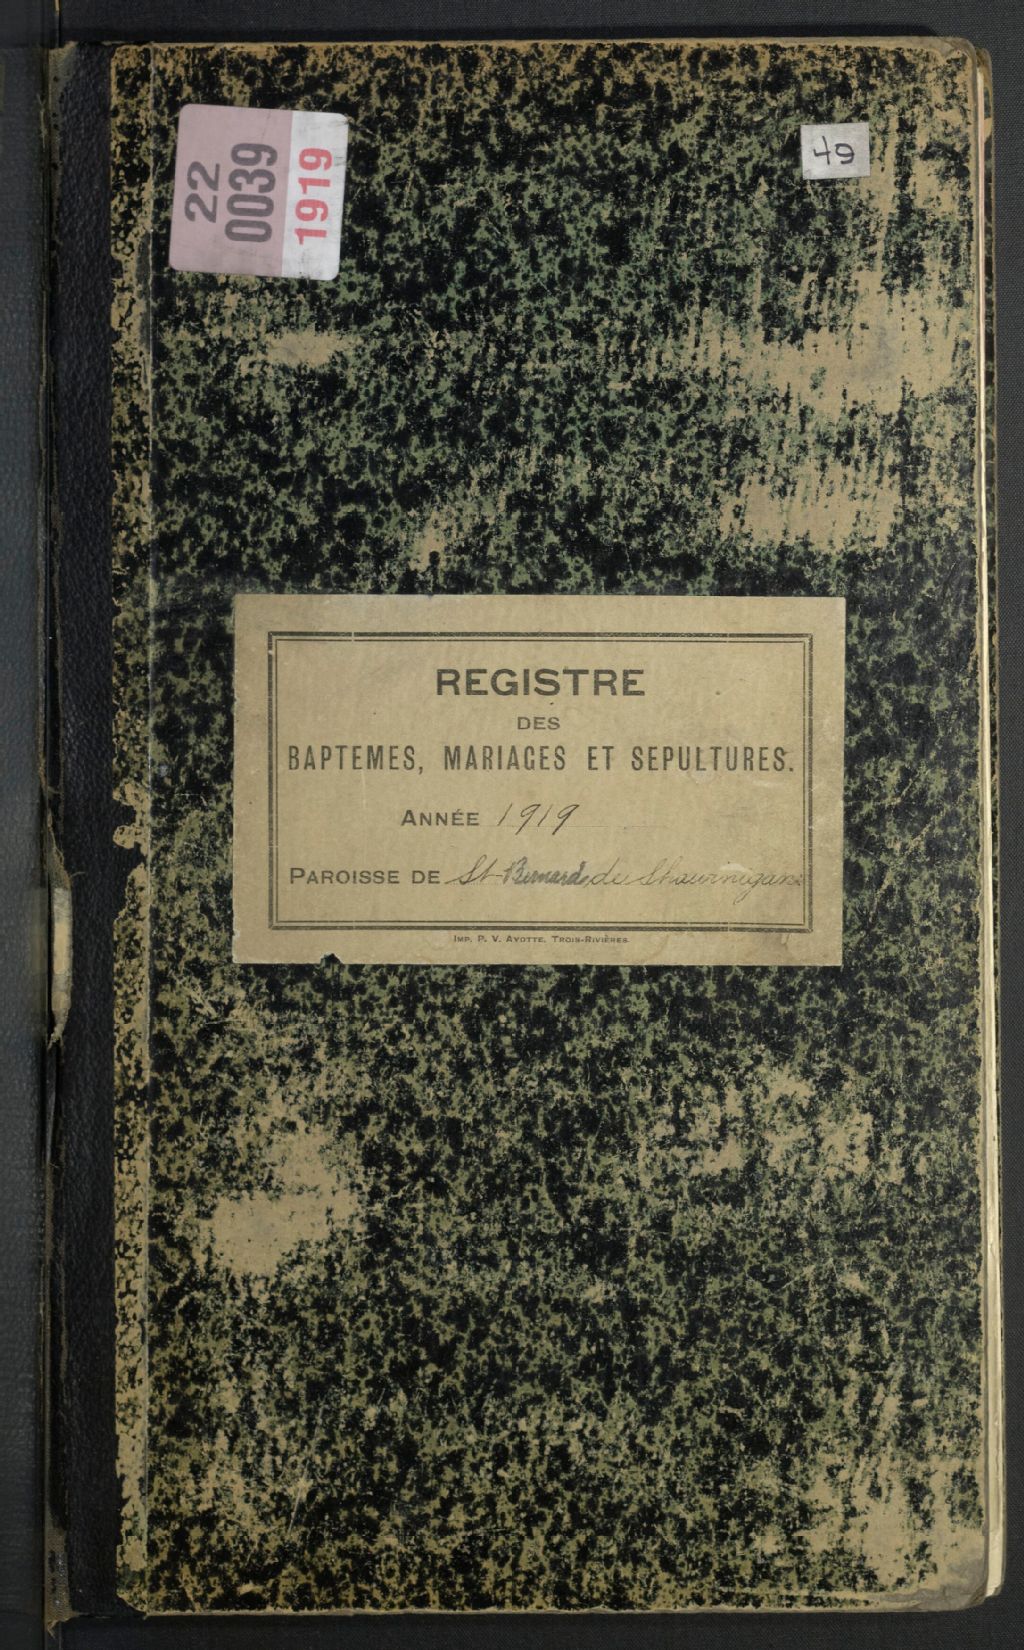 22
0039
1919
49
REGISTRE
DES
BAPTEMES, MARIAGES ET SEPULTURES.
ANNÉE 1919
PAROISSE DE St-Bernard de Shawinigan
IMP. P. V. AYOTTE. TROIS-RIVIÈRES.